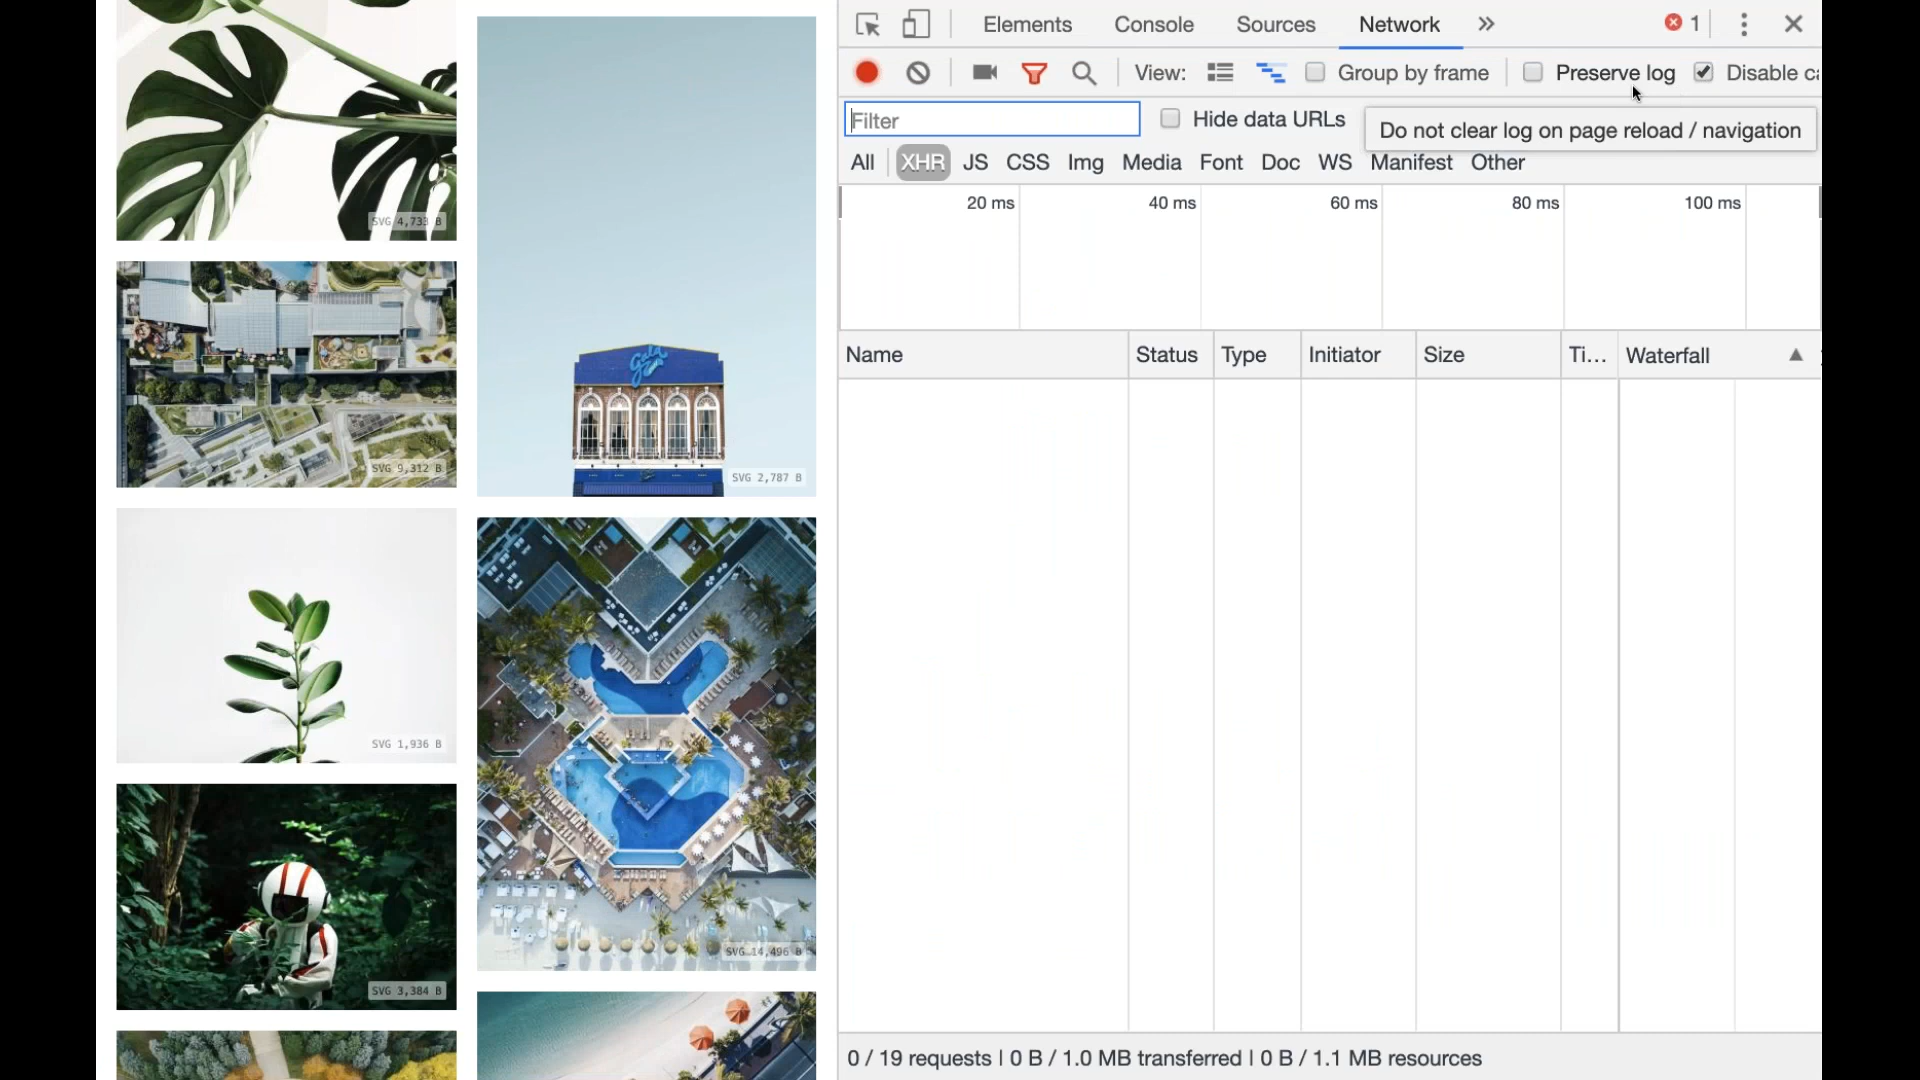 SVG 4,733 B
SVG 9,312 B
SVG 1,936 B
SVG 3,384 B
Gala
SVG 2,787 B
SVG 14,496 B
Elements Console Sources Network » 1
View: Group by frame Preserve log Disable ca
Filter Hide data URLs Do not clear log on page reload / navigation
All XHR JS CSS Img Media Font Doc WS Manifest Other
20 ms 40 ms 60 ms 80 ms 100 ms
Name Status Type Initiator Size Ti... Waterfall
0 / 19 requests | 0 B / 1.0 MB transferred | 0 B / 1.1 MB resources